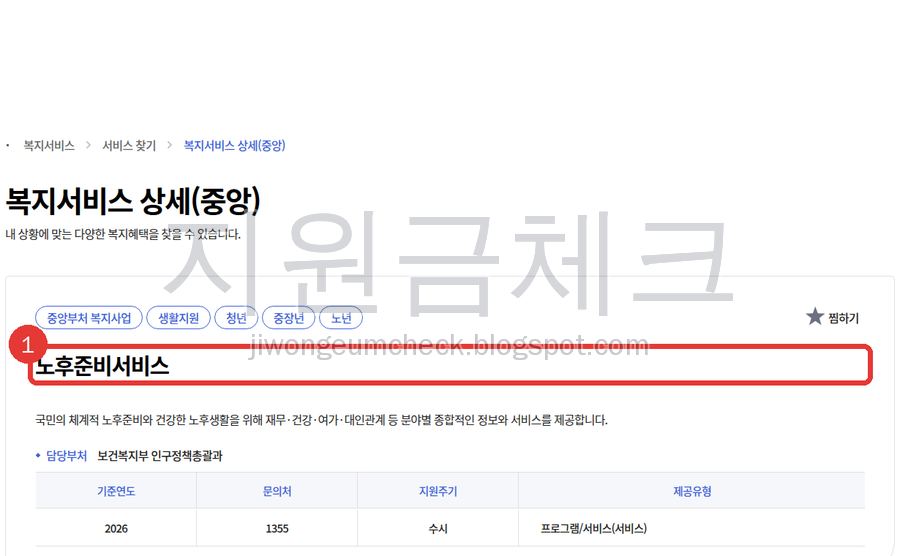 복지서비스 > 서비스 찾기 > 복지서비스 상세(중앙)
복지서비스 상세(중앙)
내 상황에 맞는 다양한 복지혜택을 찾을 수 있습니다.
지원금체크
중앙부처 복지사업 생활지원 청년 중장년 노년 찜하기
jiwongeumcheck.blogspot.com
1
노후준비서비스
국민의 체계적 노후준비와 건강한 노후생활을 위해 재무·건강·여가·대인관계 등 분야별 종합적인 정보와 서비스를 제공합니다.
담당부처 보건복지부 인구정책총괄과
기준연도 문의처 지원주기 제공유형
2026 1355 수시 프로그램/서비스(서비스)